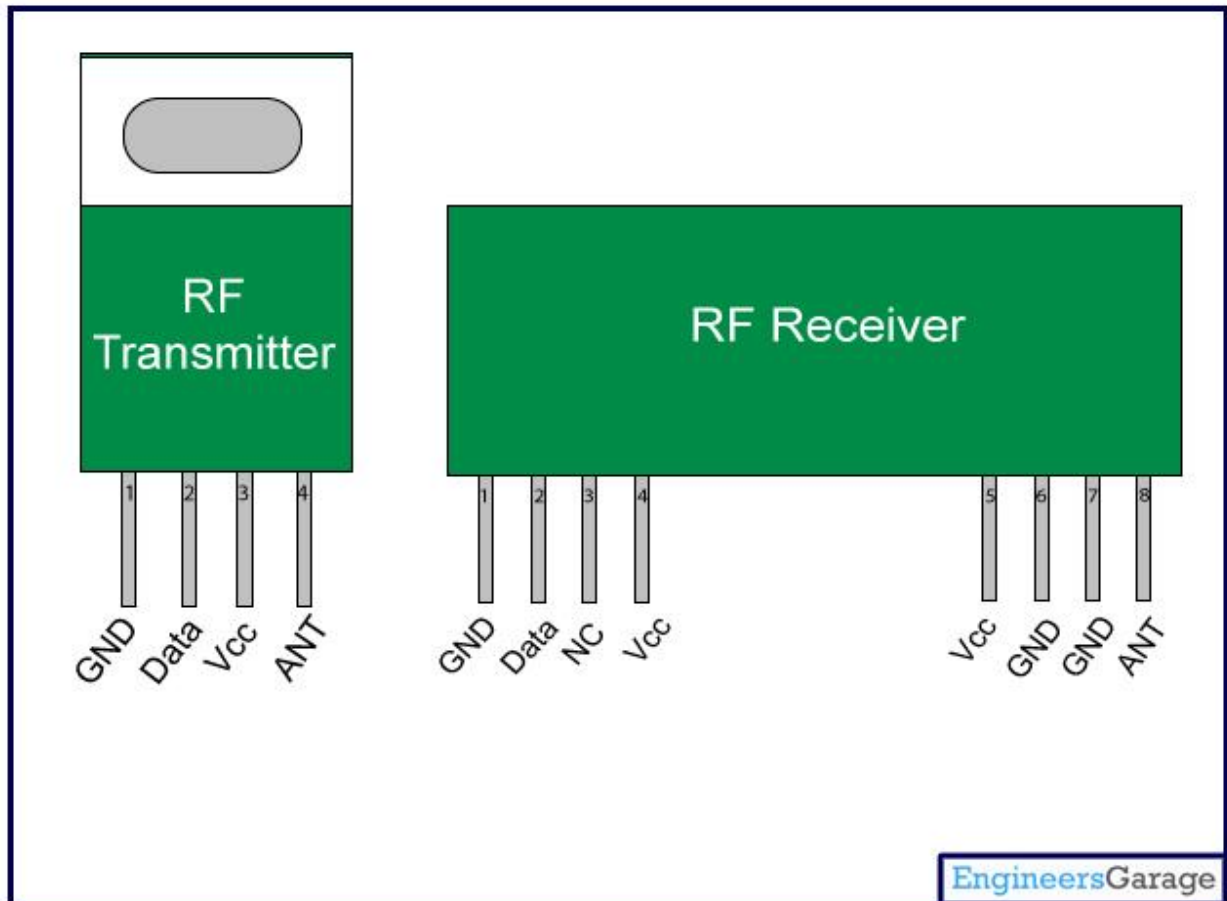 RF
Transmitter
RF Receiver
1 2 3 4
GND Data Vcc ANT
1 2 3 4 5 6 7 8
GND Data NC Vcc Vcc GND GND ANT
EngineersGarage